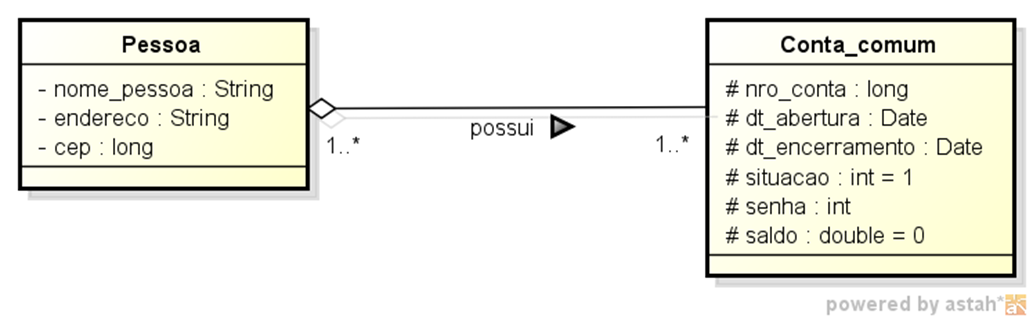 Pessoa
- nome_pessoa : String
- endereco : String
- cep : long
1..*
possui
1..*
Conta_comum
# nro_conta : long
# dt_abertura : Date
# dt_encerramento : Date
# situacao : int = 1
# senha : int
# saldo : double = 0
powered by astah*